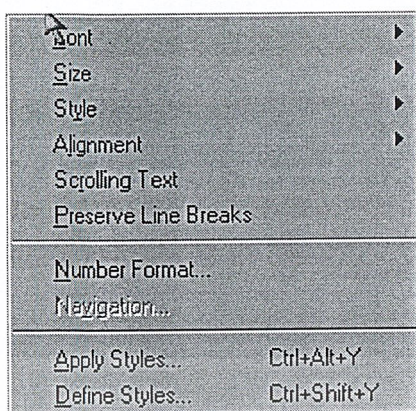 Font
Size
Style
Alignment
Scrolling Text
Preserve Line Breaks
Number Format...
Navigation...
Apply Styles... Ctrl+Alt+Y
Define Styles... Ctrl+Shift+Y